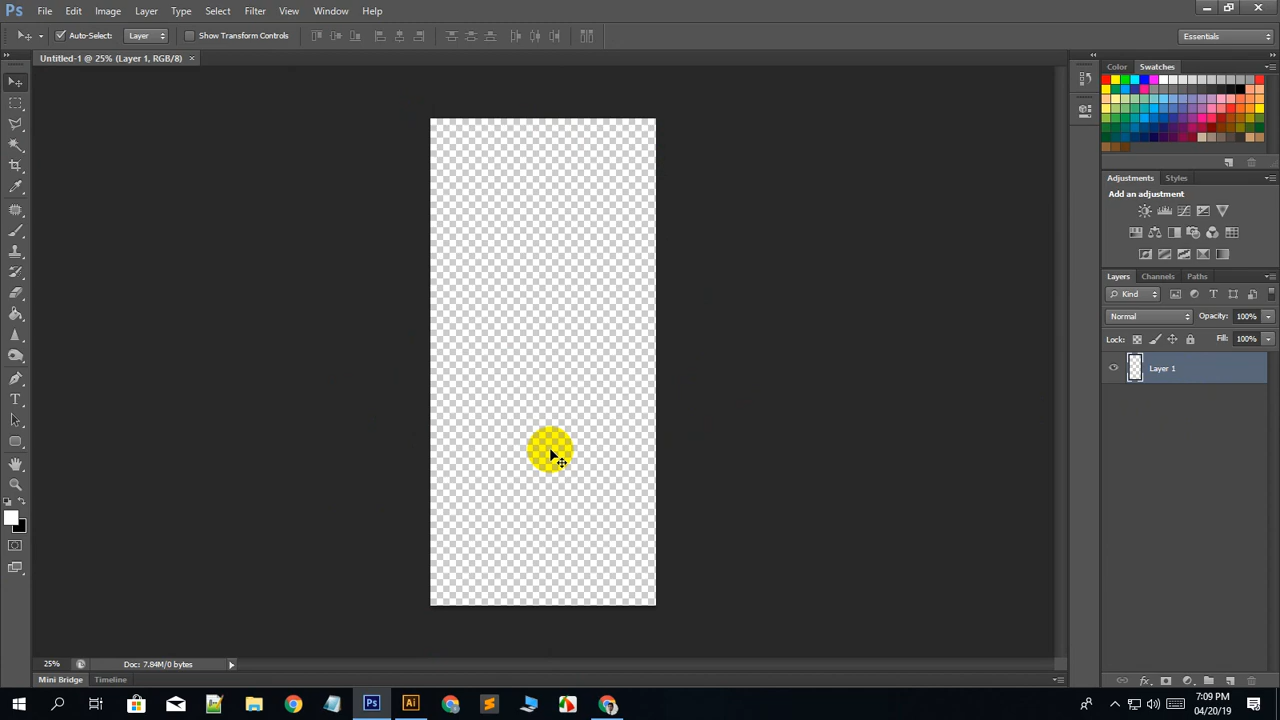 Ps File Edit Image Layer Type Select Filter View Window Help
Auto-Select: Layer Show Transform Controls Essentials
Untitled-1 @ 25% (Layer 1, RGB/8) ×
Color Swatches
Adjustments Styles
Add an adjustment
Layers Channels Paths
Kind
Normal Opacity: 100%
Lock: Fill: 100%
Layer 1
25% Doc: 7.84M/0 bytes
Mini Bridge Timeline
Ps Ai
7:09 PM
04/20/19